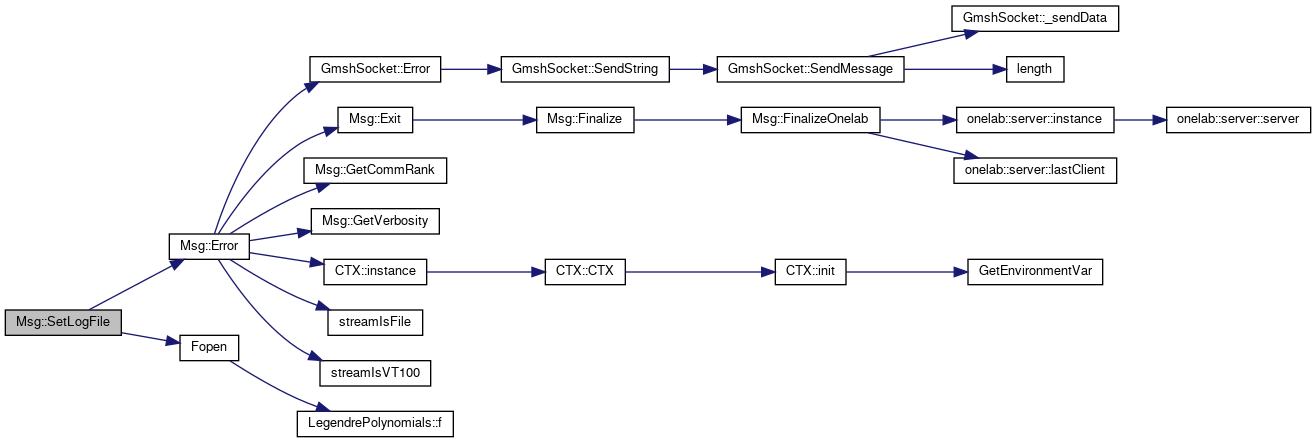 GmshSocket::_sendData
GmshSocket::Error
GmshSocket::SendString
GmshSocket::SendMessage
length
Msg::Exit
Msg::Finalize
Msg::FinalizeOnelab
onelab::server::instance
onelab::server::server
Msg::GetCommRank
onelab::server::lastClient
Msg::GetVerbosity
Msg::Error
CTX::instance
CTX::CTX
CTX::init
GetEnvironmentVar
Msg::SetLogFile
streamIsFile
Fopen
streamIsVT100
LegendrePolynomials::f